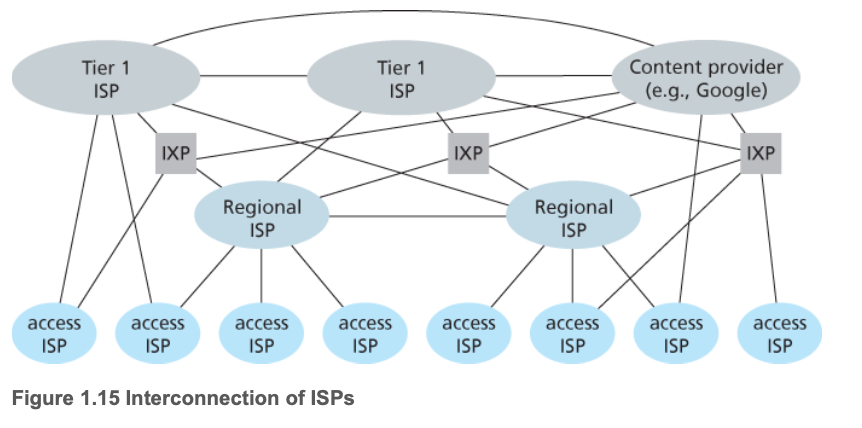 Tier 1
ISP
Tier 1
ISP
Content provider
(e.g., Google)
IXP
IXP
IXP
Regional
ISP
Regional
ISP
access
ISP
access
ISP
access
ISP
access
ISP
access
ISP
access
ISP
access
ISP
access
ISP
Figure 1.15 Interconnection of ISPs